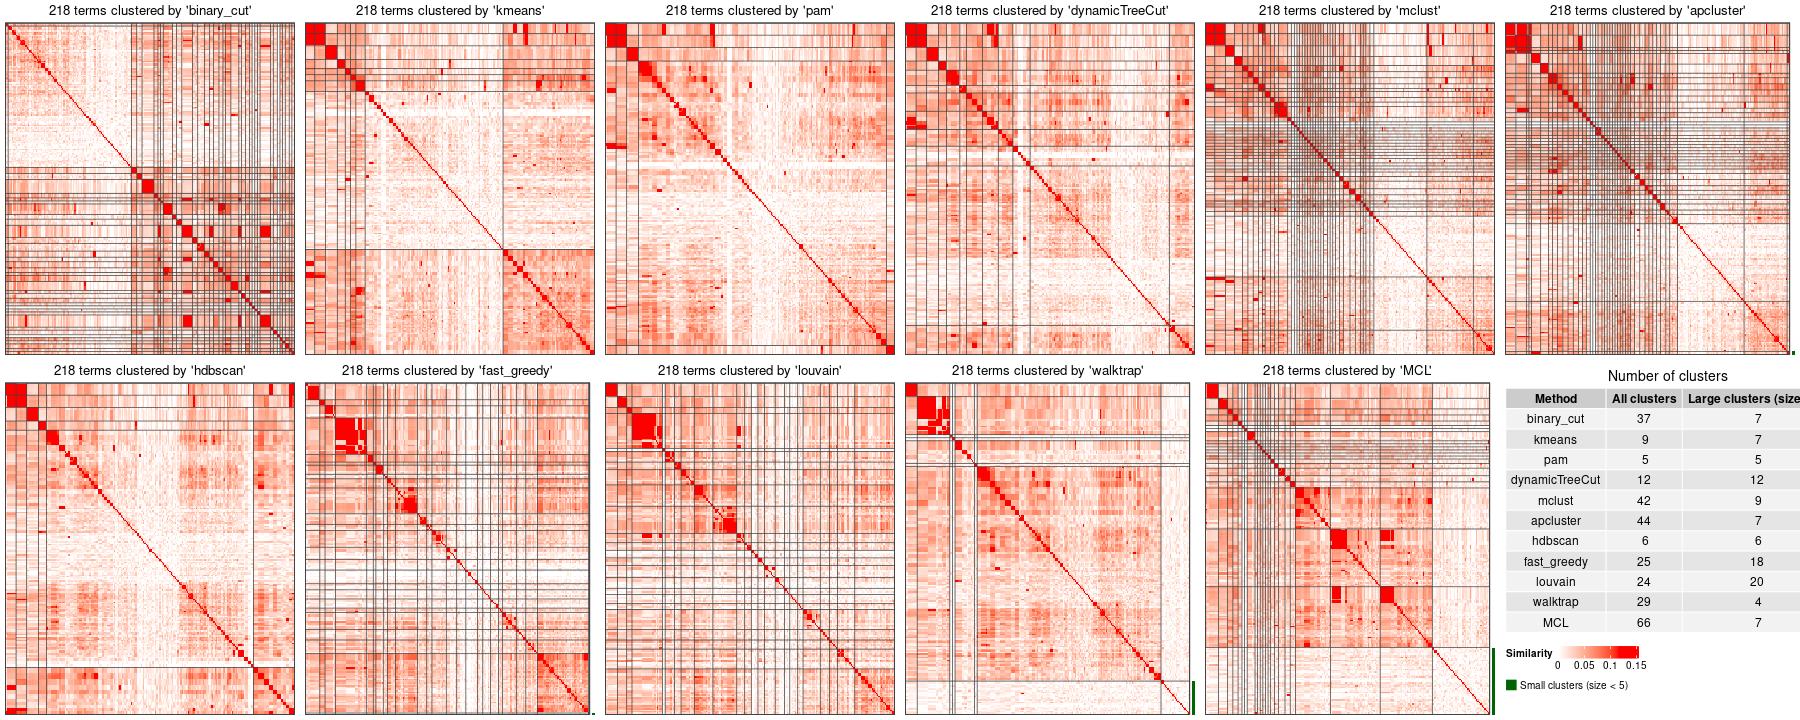 218 terms clustered by 'binary_cut'
218 terms clustered by 'kmeans'
218 terms clustered by 'pam'
218 terms clustered by 'dynamicTreeCut'
218 terms clustered by 'mclust'
218 terms clustered by 'apcluster'
218 terms clustered by 'hdbscan'
218 terms clustered by 'fast_greedy'
218 terms clustered by 'louvain'
218 terms clustered by 'walktrap'
218 terms clustered by 'MCL'
Number of clusters
Method All clusters Large clusters (size
binary_cut 37 7
kmeans 9 7
pam 5 5
dynamicTreeCut 12 12
mclust 42 9
apcluster 44 7
hdbscan 6 6
fast_greedy 25 18
louvain 24 20
walktrap 29 4
MCL 66 7
Similarity
0 0.05 0.1 0.15
Small clusters (size < 5)